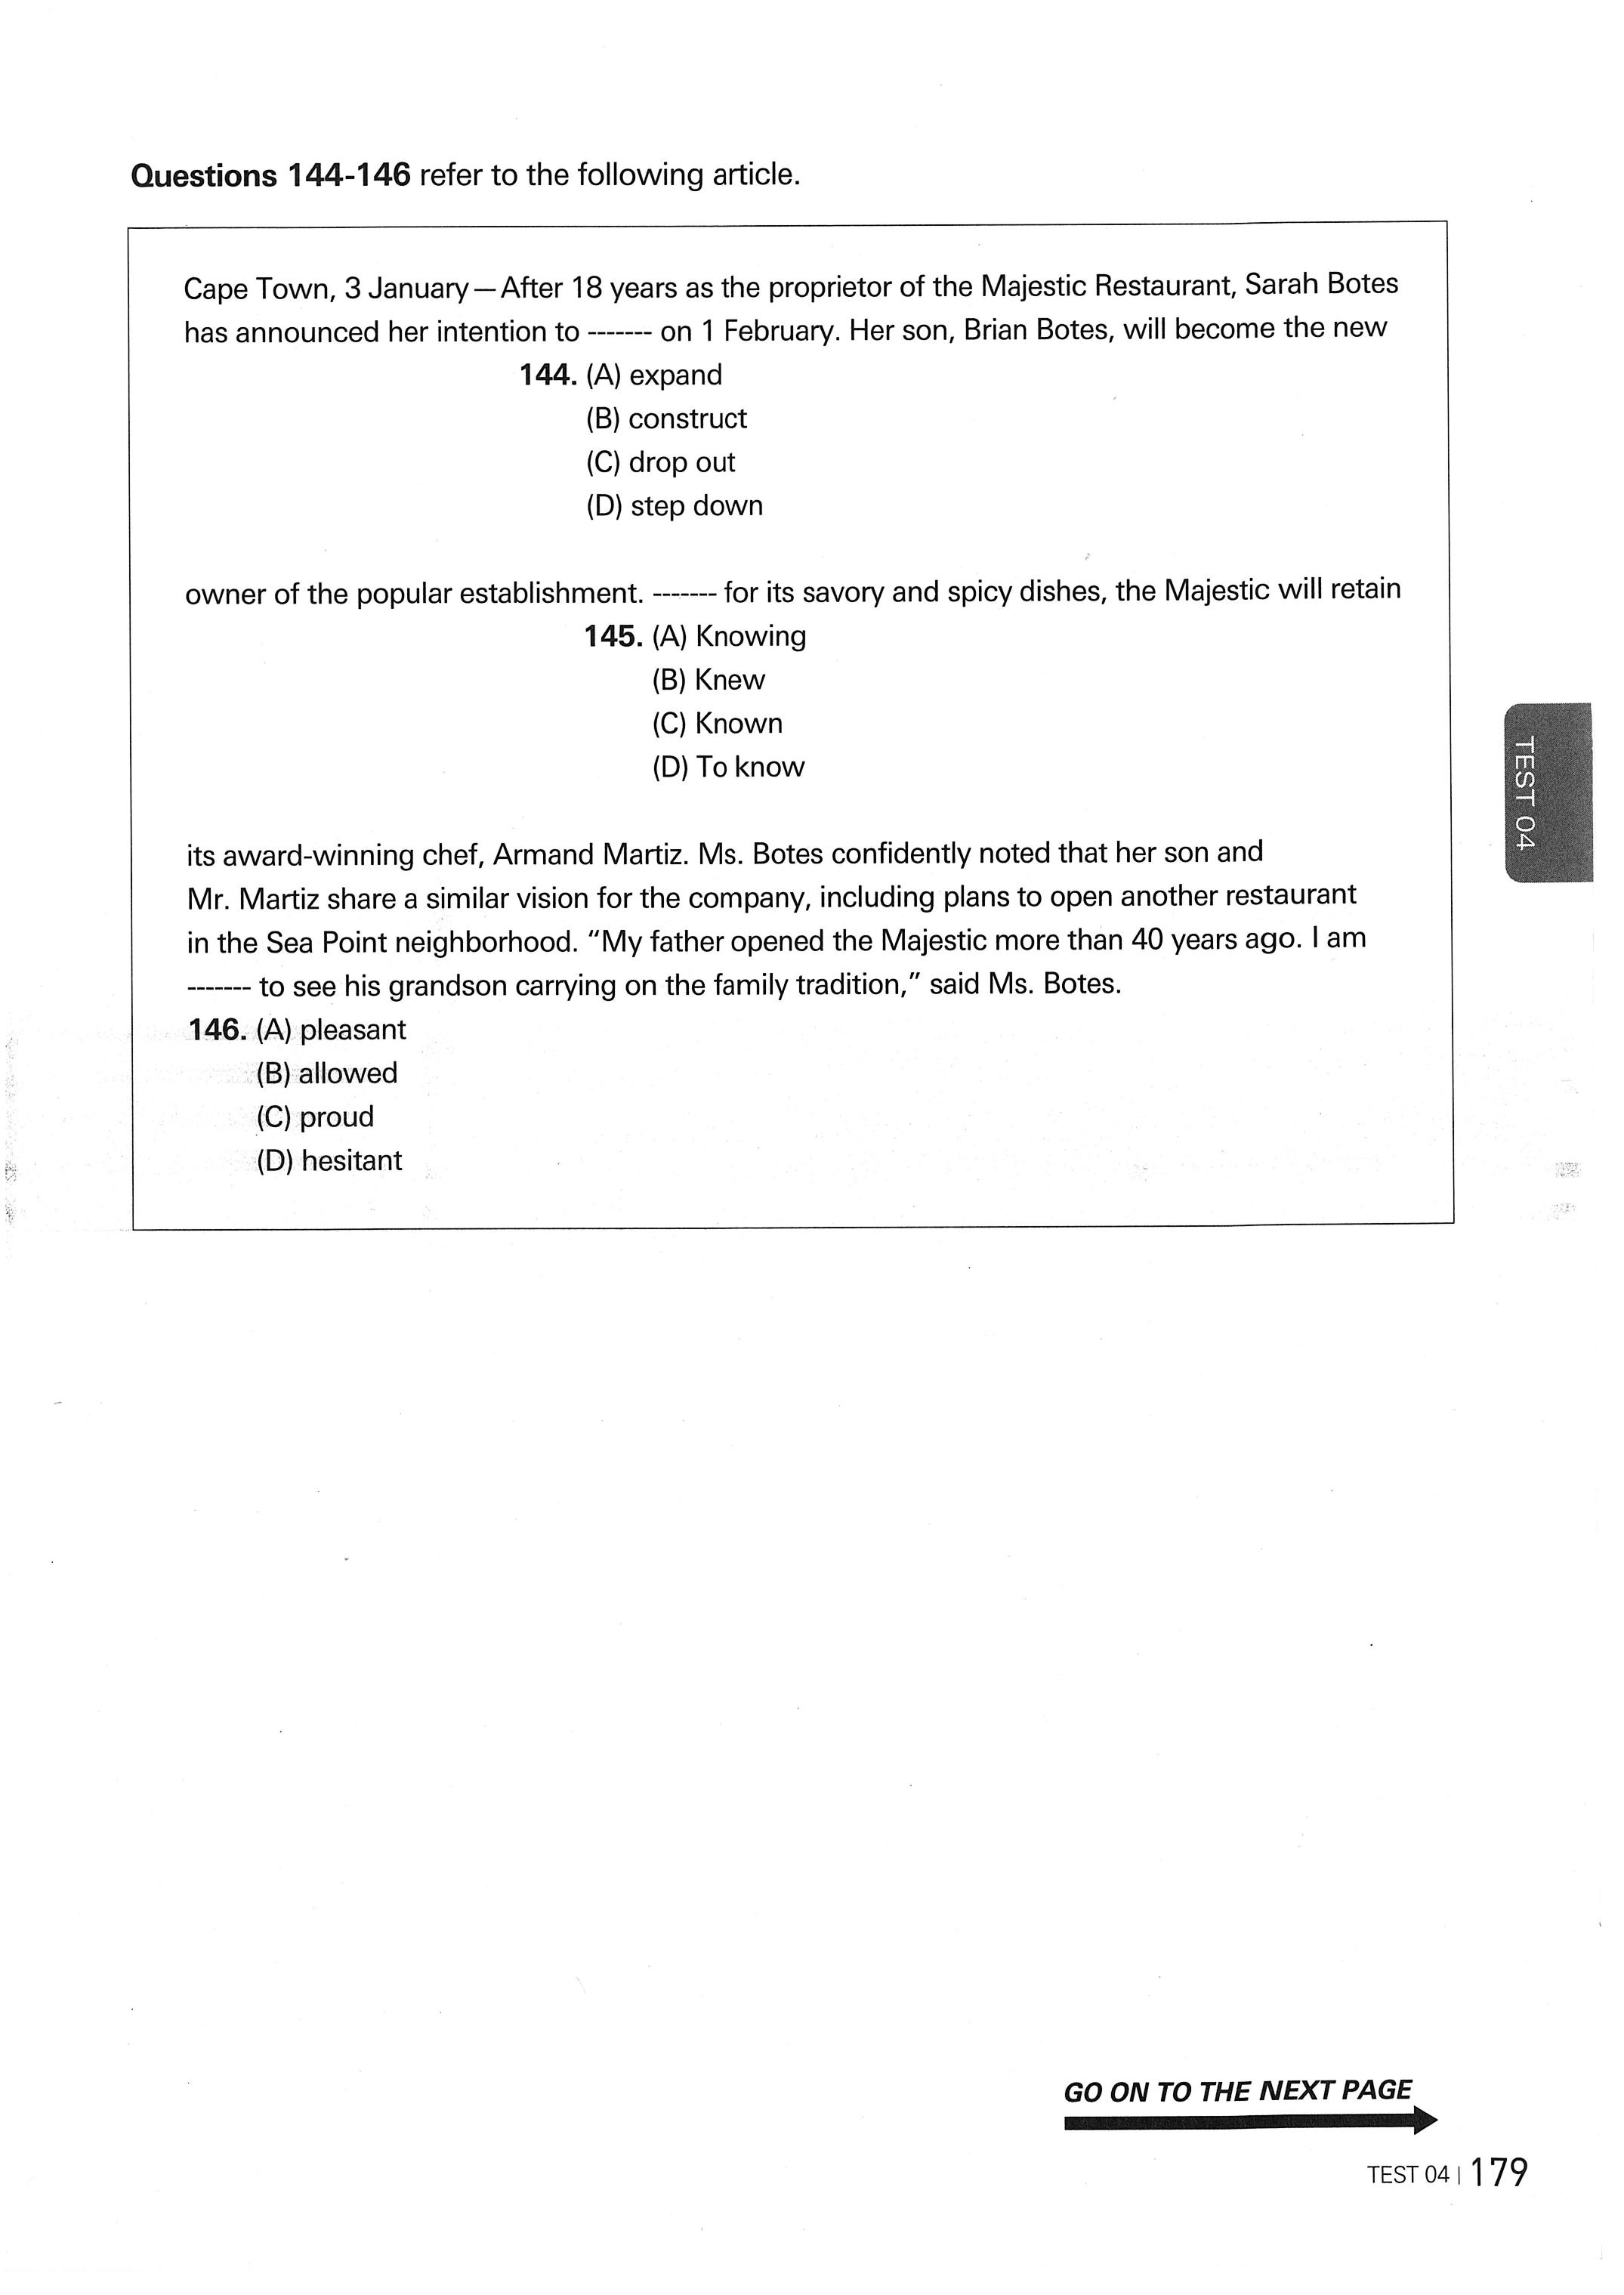 Questions 144-146 refer to the following article.
Cape Town, 3 January—After 18 years as the proprietor of the Majestic Restaurant, Sarah Botes
has announced her intention to ------- on 1 February. Her son, Brian Botes, will become the new
144. (A) expand
(B) construct
(C) drop out
(D) step down
owner of the popular establishment. ------- for its savory and spicy dishes, the Majestic will retain
145. (A) Knowing
(B) Knew
(C) Known
(D) To know
its award-winning chef, Armand Martiz. Ms. Botes confidently noted that her son and
Mr. Martiz share a similar vision for the company, including plans to open another restaurant
in the Sea Point neighborhood. “My father opened the Majestic more than 40 years ago. I am
------- to see his grandson carrying on the family tradition,” said Ms. Botes.
146. (A) pleasant
(B) allowed
(C) proud
(D) hesitant
TEST 04
GO ON TO THE NEXT PAGE
TEST 04 | 179